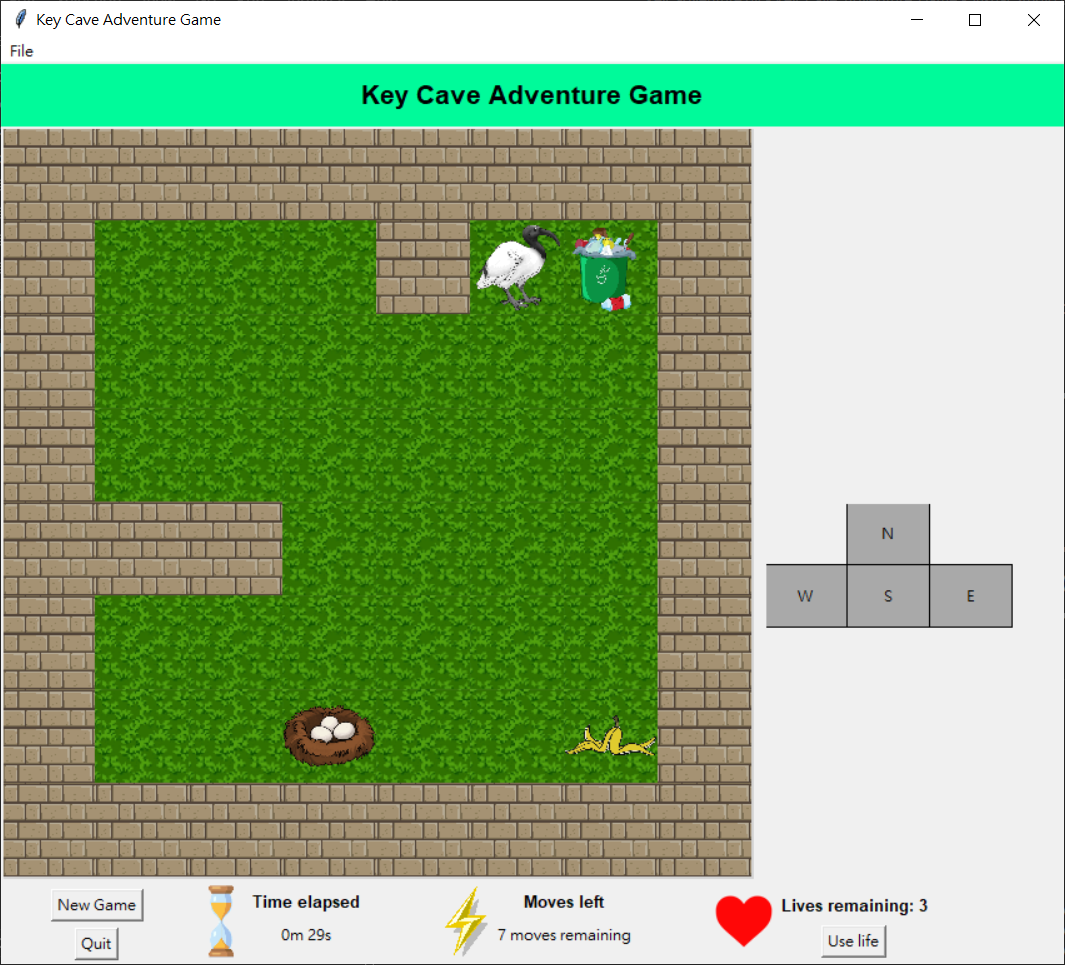 Key Cave Adventure Game
File
Key Cave Adventure Game
N
W S E
New Game
Quit
Time elapsed
0m 29s
Moves left
7 moves remaining
Lives remaining: 3
Use life